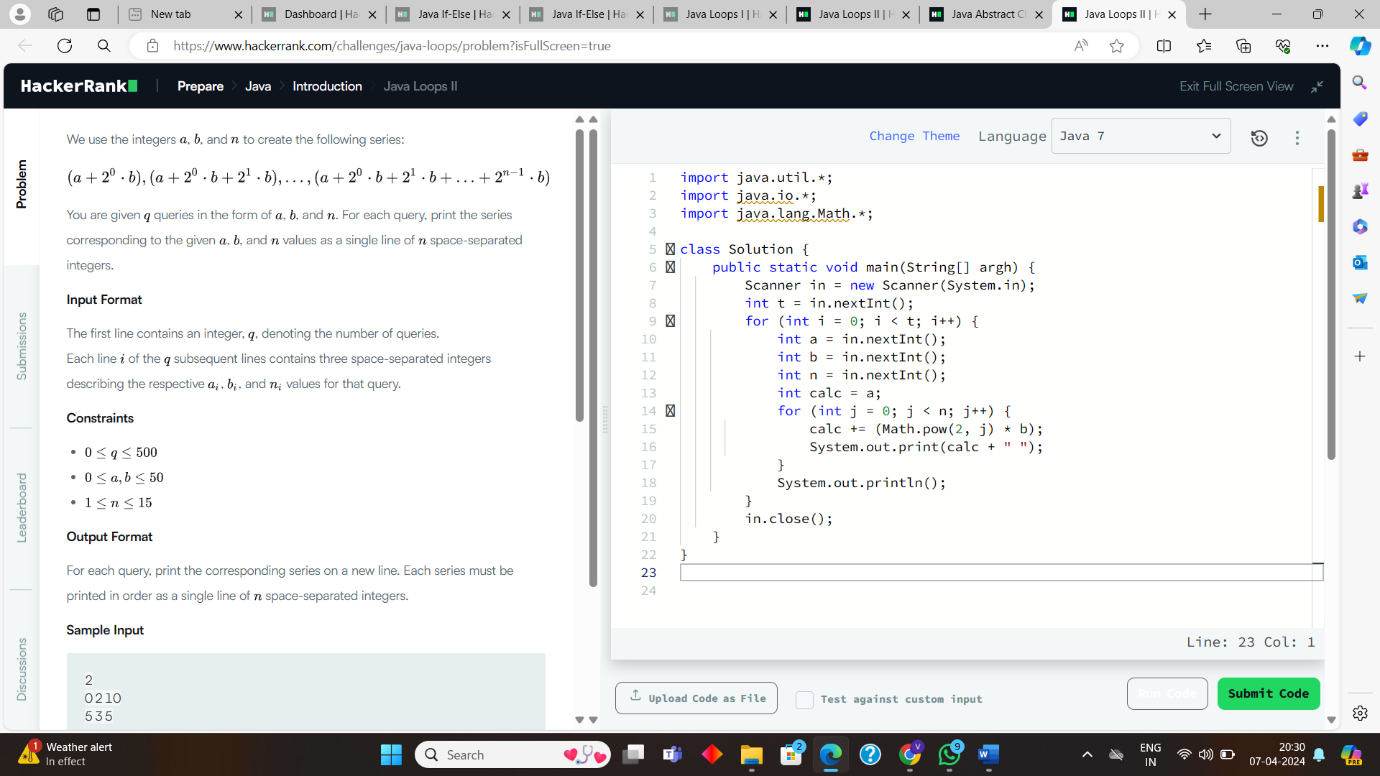 New tab
Dashboard | Ha
Java If-Else | Ha
Java If-Else | Ha
Java Loops I | H
Java Loops II | H
Java Abstract Cl
Java Loops II | H
https://www.hackerrank.com/challenges/java-loops/problem?isFullScreen=true
HackerRank
Prepare > Java > Introduction > Java Loops II
Exit Full Screen View
Problem
Submissions
Leaderboard
Discussions
We use the integers a, b, and n to create the following series:
(a + 2⁰ · b), (a + 2⁰ · b + 2¹ · b), . . . , (a + 2⁰ · b + 2¹ · b + . . . + 2ⁿ⁻¹ · b)
You are given q queries in the form of a, b, and n. For each query, print the series
corresponding to the given a, b, and n values as a single line of n space-separated
integers.
Input Format
The first line contains an integer, q, denoting the number of queries.
Each line i of the q subsequent lines contains three space-separated integers
describing the respective aᵢ, bᵢ, and nᵢ values for that query.
Constraints
• 0 ≤ q ≤ 500
• 0 ≤ a, b ≤ 50
• 1 ≤ n ≤ 15
Output Format
For each query, print the corresponding series on a new line. Each series must be
printed in order as a single line of n space-separated integers.
Sample Input
2
0 2 10
5 3 5
Change Theme
Language
Java 7
1 import java.util.*;
2 import java.io.*;
3 import java.lang.Math.*;
4
5 class Solution {
6 public static void main(String[] argh) {
7 Scanner in = new Scanner(System.in);
8 int t = in.nextInt();
9 for (int i = 0; i < t; i++) {
10 int a = in.nextInt();
11 int b = in.nextInt();
12 int n = in.nextInt();
13 int calc = a;
14 for (int j = 0; j < n; j++) {
15 calc += (Math.pow(2, j) * b);
16 System.out.print(calc + " ");
17 }
18 System.out.println();
19 }
20 in.close();
21 }
22 }
23
24
Line: 23 Col: 1
Upload Code as File
Test against custom input
Run Code
Submit Code
1
Weather alert
In effect
Search
2
V
9
ENG
IN
20:30
07-04-2024
PRE